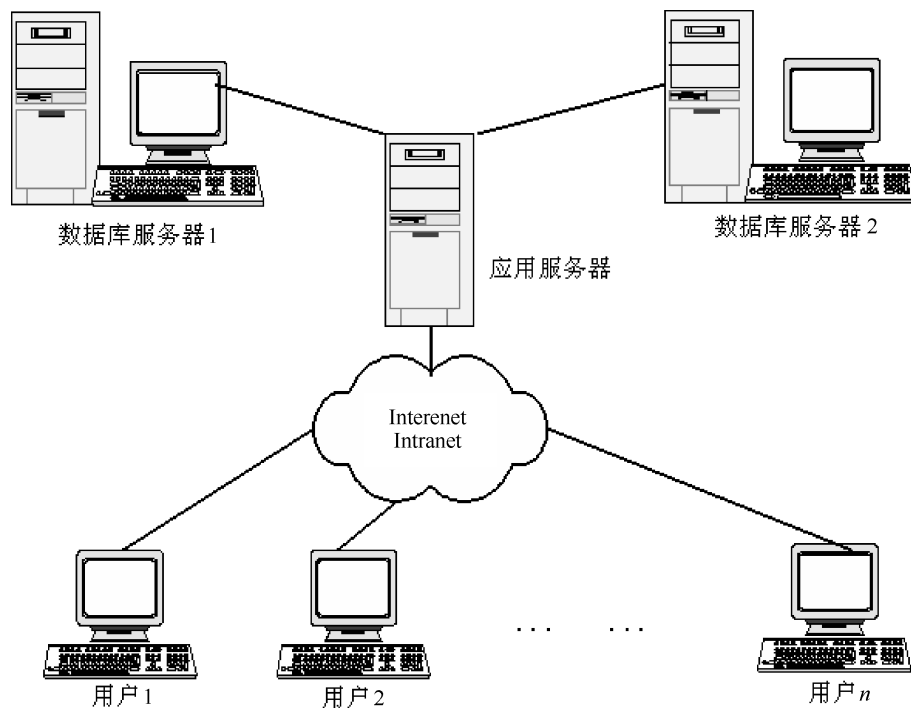 数据库服务器1
数据库服务器2
应用服务器
Interenet
Intranet
... ...
用户1
用户2
用户n